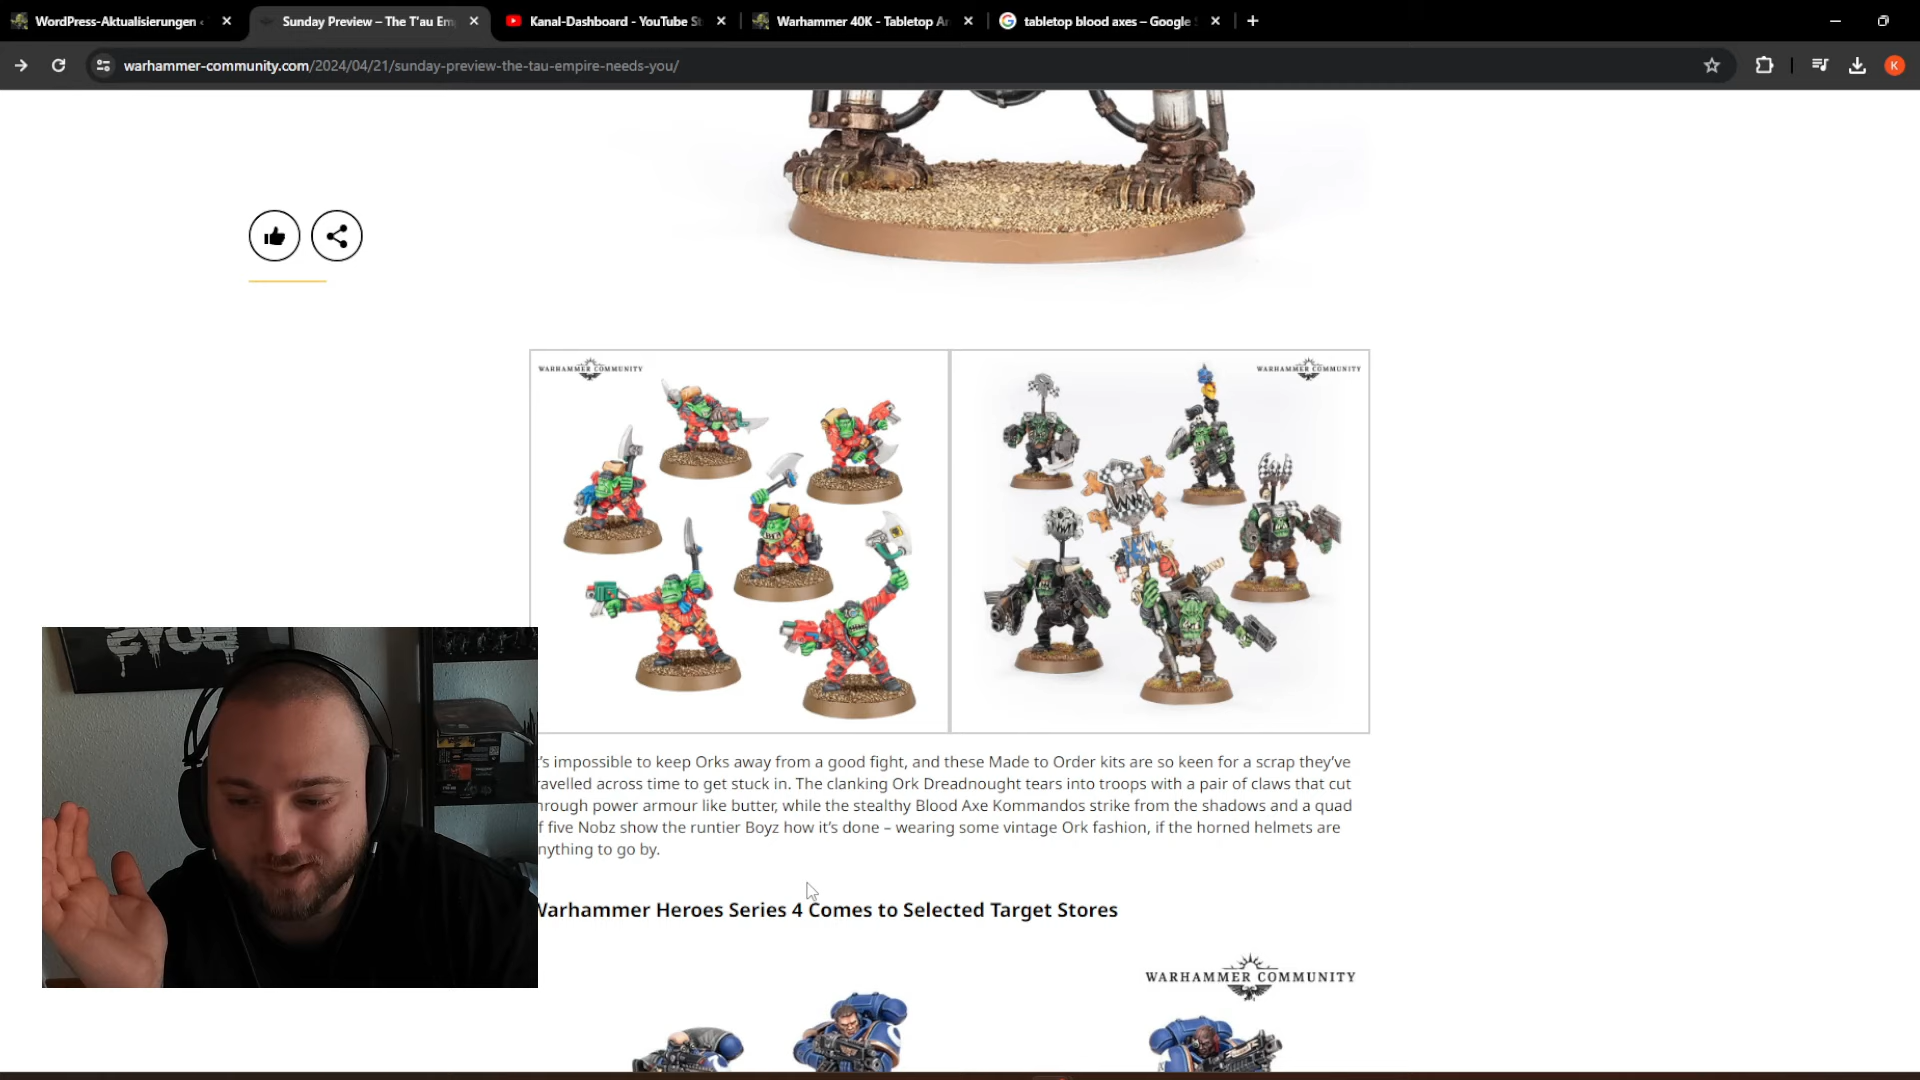 WordPress-Aktualisierungen
Sunday Preview – The T'au Em
Kanal-Dashboard - YouTube S
Warhammer 40K - Tabletop Ar
tabletop blood axes – Google S
warhammer-community.com/2024/04/21/sunday-preview-the-tau-empire-needs-you/
K
WARHAMMER COMMUNITY
WARHAMMER COMMUNITY
's impossible to keep Orks away from a good fight, and these Made to Order kits are so keen for a scrap they've
ravelled across time to get stuck in. The clanking Ork Dreadnought tears into troops with a pair of claws that cut
hrough power armour like butter, while the stealthy Blood Axe Kommandos strike from the shadows and a quad
f five Nobz show the runtier Boyz how it's done – wearing some vintage Ork fashion, if the horned helmets are
nything to go by.
Warhammer Heroes Series 4 Comes to Selected Target Stores
WARHAMMER COMMUNITY